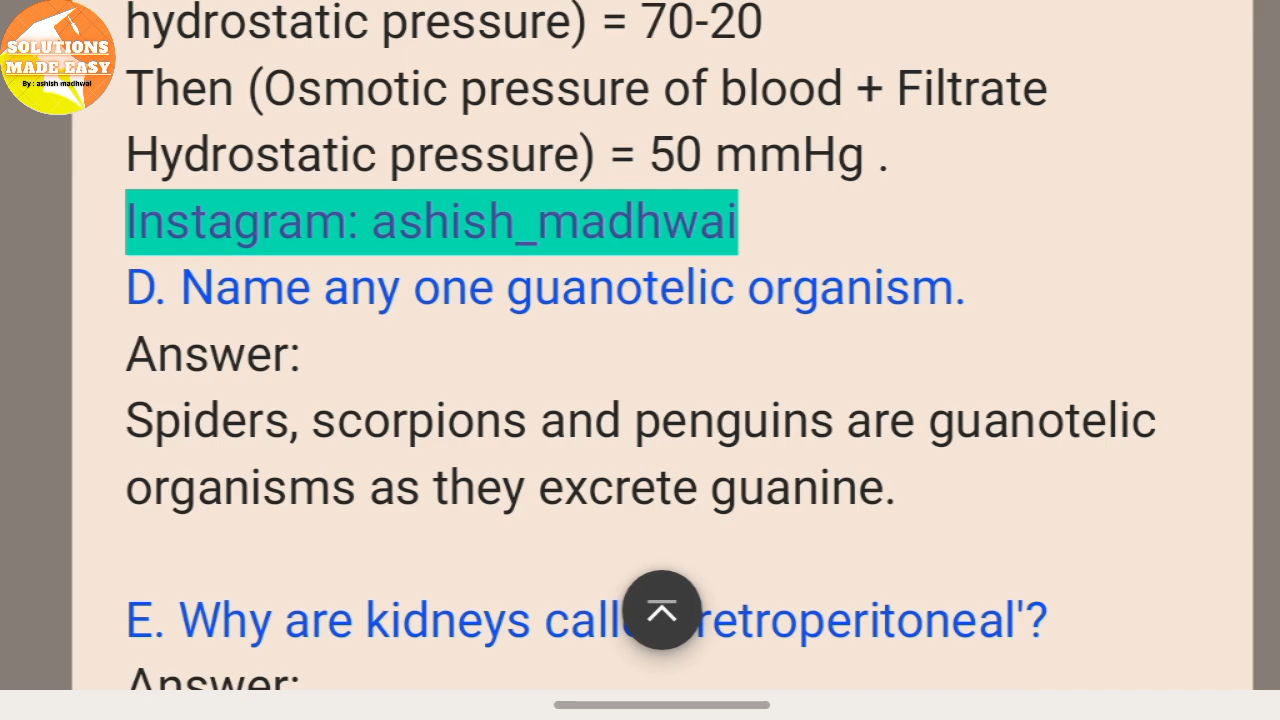 SOLUTIONS
MADE EASY
By : ashish madhwal
hydrostatic pressure) = 70-20
Then (Osmotic pressure of blood + Filtrate
Hydrostatic pressure) = 50 mmHg .
Instagram: ashish_madhwai
D. Name any one guanotelic organism.
Answer:
Spiders, scorpions and penguins are guanotelic
organisms as they excrete guanine.
E. Why are kidneys retroperitoneal'?
Answer: